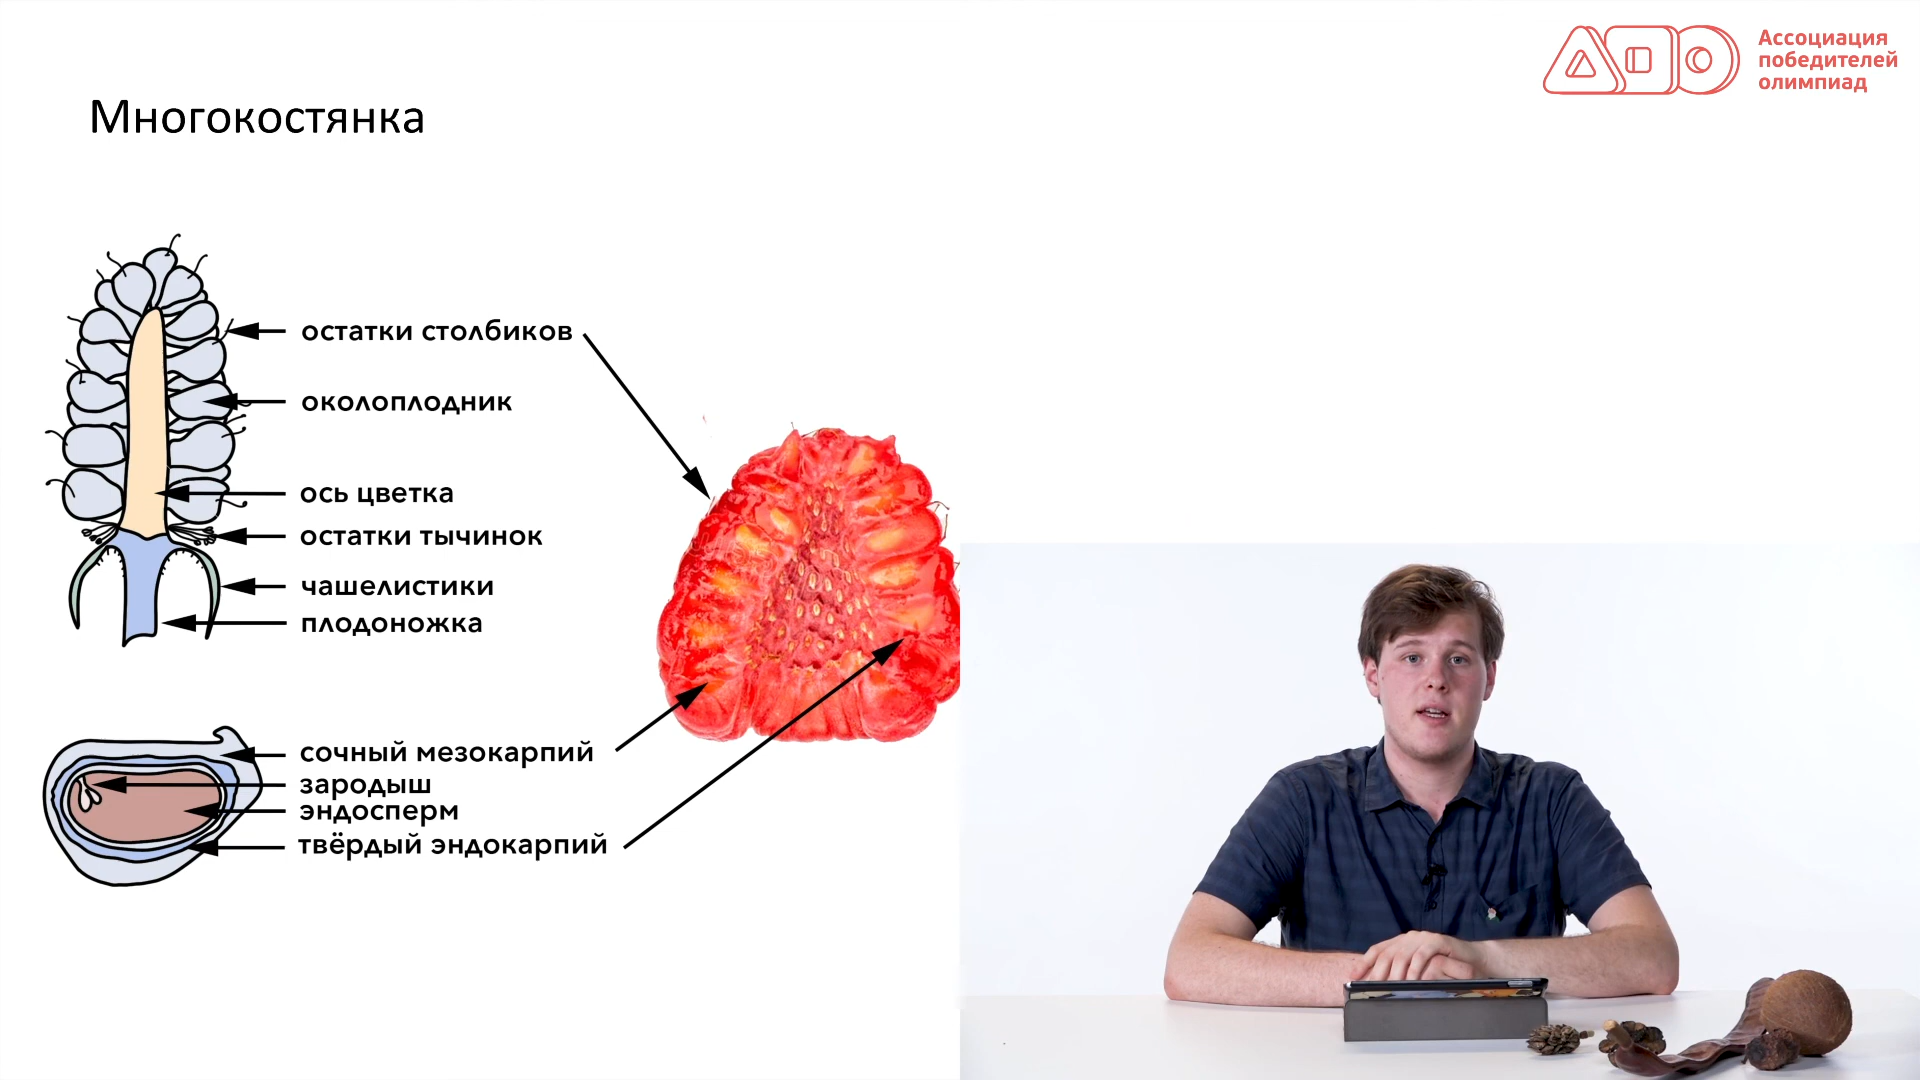 Ассоциация
победителей
олимпиад
Многокостянка
остатки столбиков
околоплодник
ось цветка
остатки тычинок
чашелистики
плодоножка
сочный мезокарпий
зародыш
эндосперм
твёрдый эндокарпий